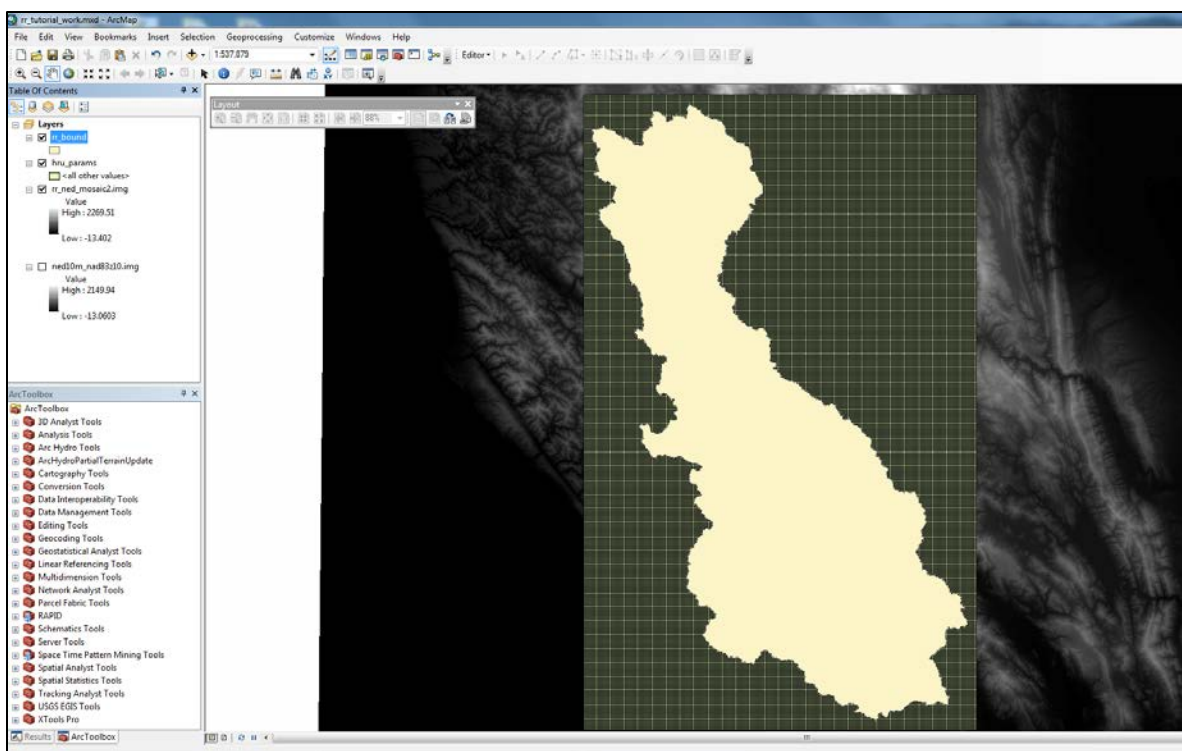 rr_tutorial_work.mxd - ArcMap
File Edit View Bookmarks Insert Selection Geoprocessing Customize Windows Help
1:537,879
Editor
Table Of Contents
Layout
88%
Layers
rr_bound
hru_params
<all other values>
rr_ned_mosaic2.img
Value
High : 2269.51
Low : -13.402
ned10m_nad83z10.img
Value
High : 2149.94
Low : -13.0603
ArcToolbox
ArcToolbox
3D Analyst Tools
Analysis Tools
Arc Hydro Tools
ArcHydroPartialTerrainUpdate
Cartography Tools
Conversion Tools
Data Interoperability Tools
Data Management Tools
Editing Tools
Geocoding Tools
Geostatistical Analyst Tools
Linear Referencing Tools
Multidimension Tools
Network Analyst Tools
Parcel Fabric Tools
RAPID
Schematics Tools
Server Tools
Space Time Pattern Mining Tools
Spatial Analyst Tools
Spatial Statistics Tools
Tracking Analyst Tools
USGS EGIS Tools
XTools Pro
Results ArcToolbox